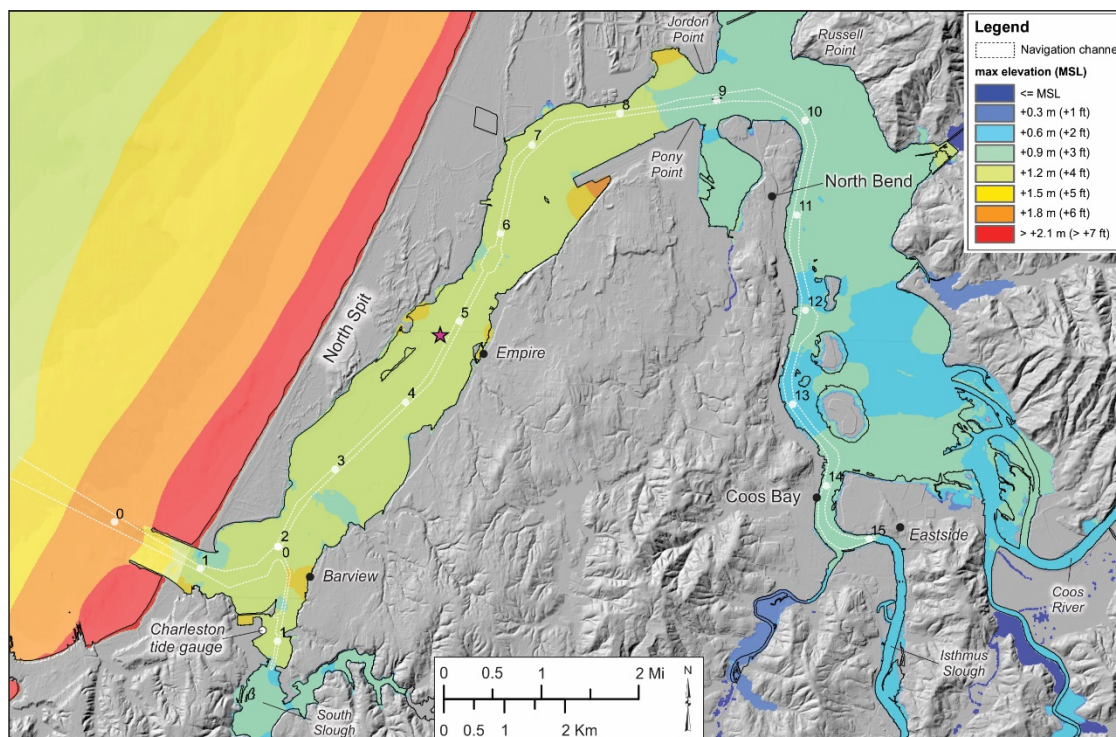 Jordon
Point
Russell
Point
Legend
Navigation channel
max elevation (MSL)
<= MSL
+0.3 m (+1 ft)
+0.6 m (+2 ft)
+0.9 m (+3 ft)
+1.2 m (+4 ft)
+1.5 m (+5 ft)
+1.8 m (+6 ft)
> +2.1 m (> +7 ft)
9
8
10
7
Pony
Point
North Bend
11
6
12
North Spit
5
Empire
4
13
3
14
Coos Bay
0
2
0
15
Eastside
1
Barview
Coos
River
Charleston
tide gauge
1
Isthmus
Slough
South
Slough
0 0.5 1 2 Mi
0 0.5 1 2 Km
N